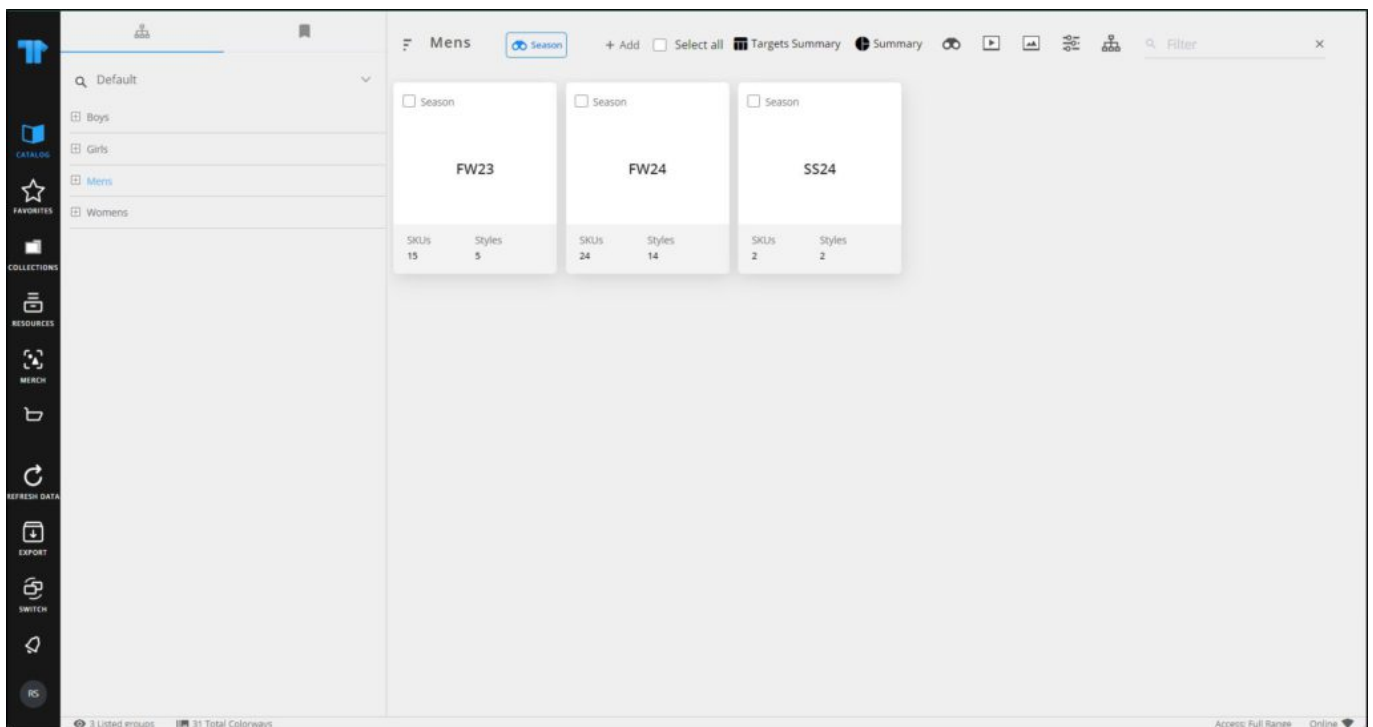 Mens
Season
+ Add
Select all
Targets Summary
Summary
Filter
Default
Boys
Girls
Mens
Womens
CATALOG
FAVORITES
COLLECTIONS
RESOURCES
MERCH
REFRESH DATA
EXPORT
SWITCH
RS
Season
FW23
SKUs Styles
15 5
Season
FW24
SKUs Styles
24 14
Season
SS24
SKUs Styles
2 2
3 Listed groups
31 Total Colorways
Access: Full Range
Online